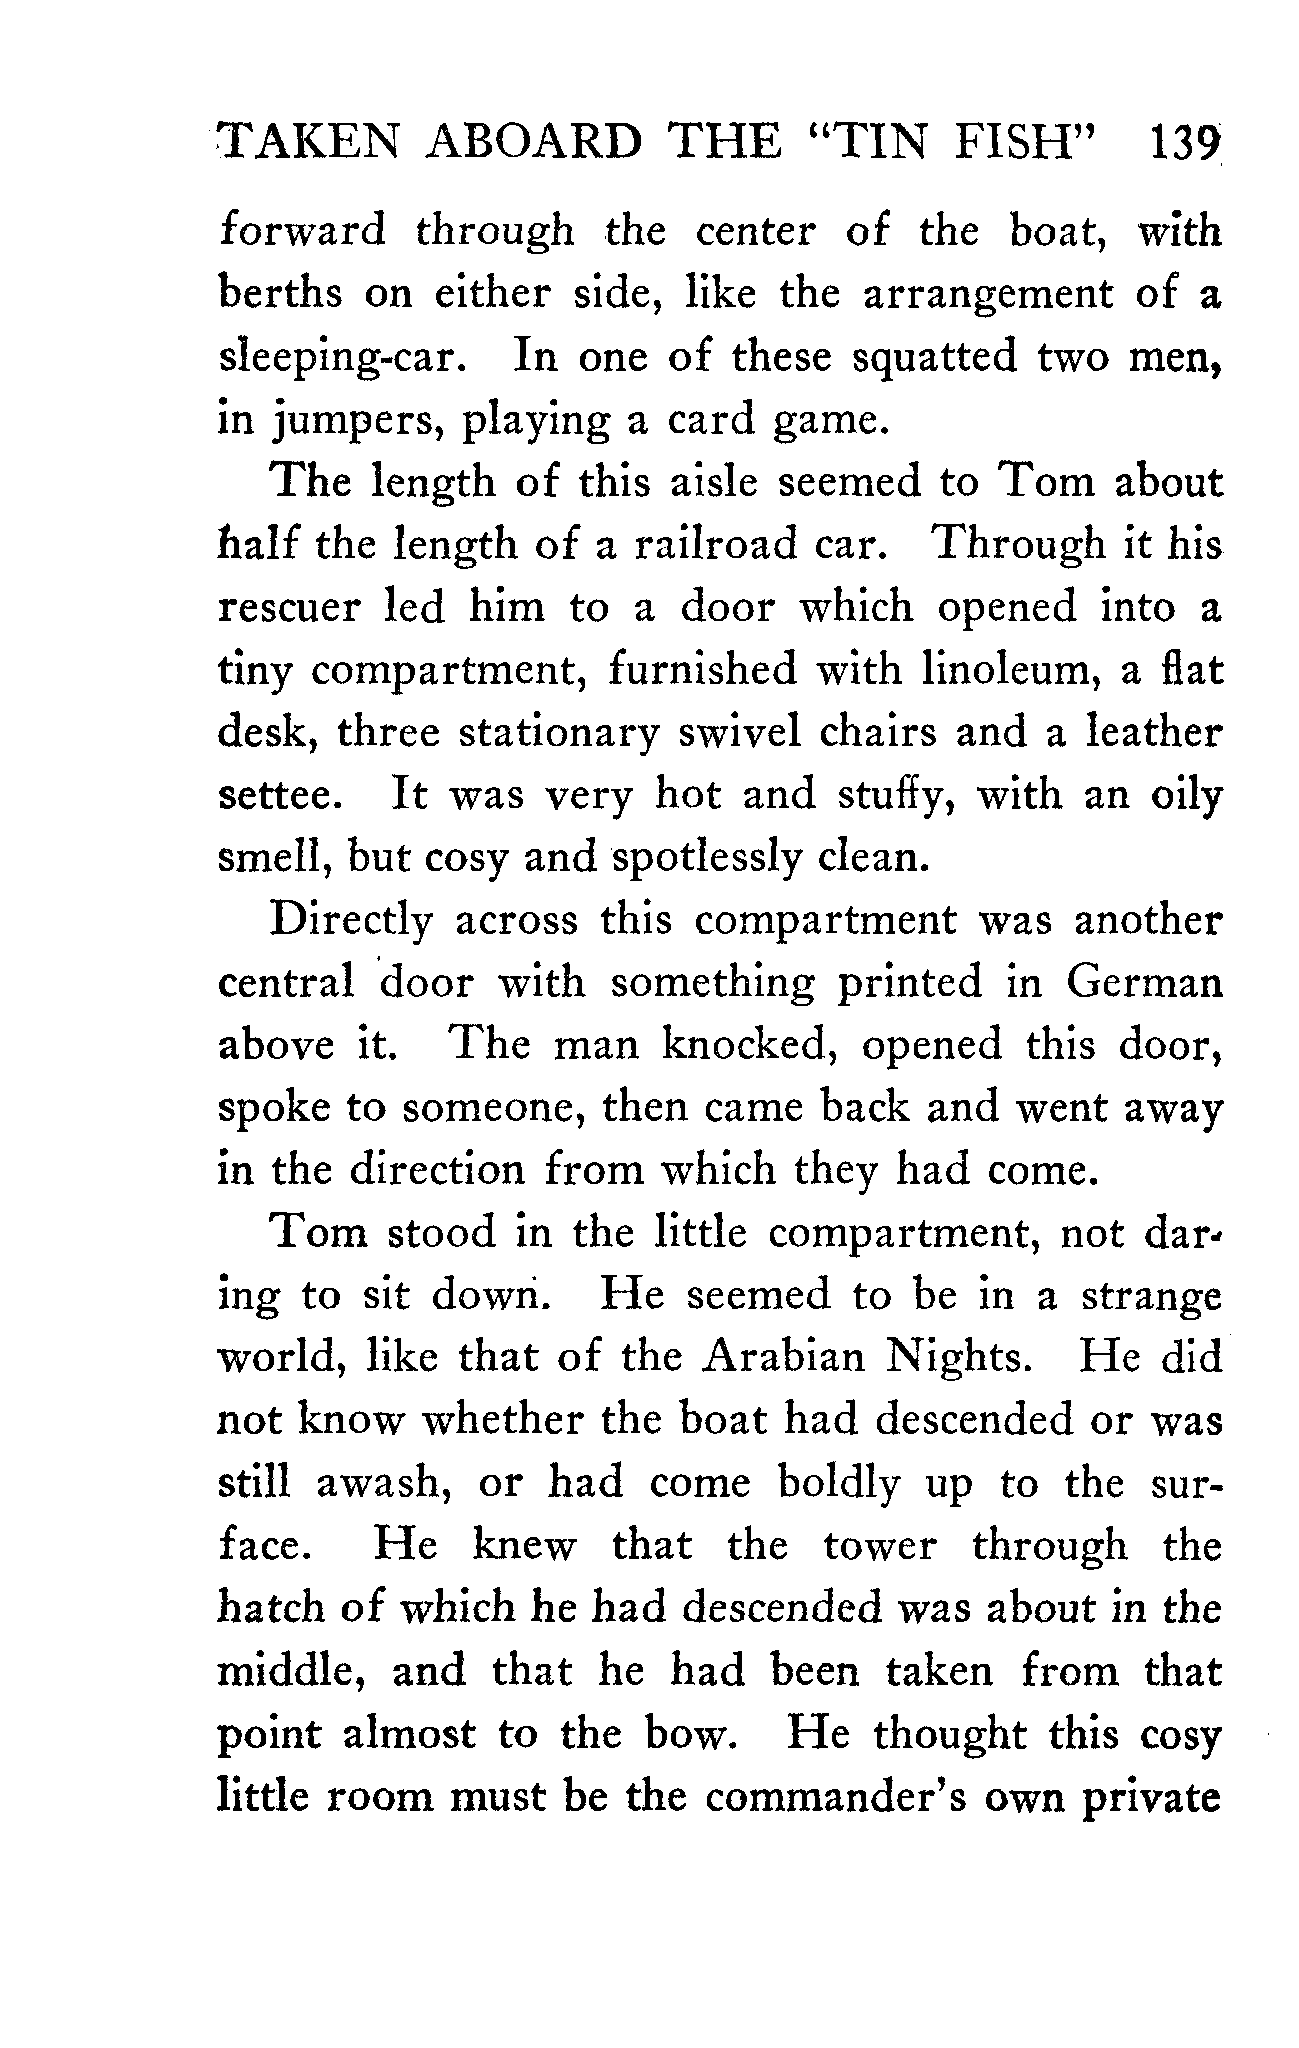 TAKEN ABOARD THE “TIN FISH” 139
forward through the center of the boat, with
berths on either side, like the arrangement of a
sleeping-car. In one of these squatted two men,
in jumpers, playing a card game.
The length of this aisle seemed to Tom about
half the length of a railroad car. Through it his
rescuer led him to a door which opened into a
tiny compartment, furnished with linoleum, a flat
desk, three stationary swivel chairs and a leather
settee. It was very hot and stuffy, with an oily
smell, but cosy and spotlessly clean.
Directly across this compartment was another
central door with something printed in German
above it. The man knocked, opened this door,
spoke to someone, then came back and went away
in the direction from which they had come.
Tom stood in the little compartment, not dar-
ing to sit down. He seemed to be in a strange
world, like that of the Arabian Nights. He did
not know whether the boat had descended or was
still awash, or had come boldly up to the sur-
face. He knew that the tower through the
hatch of which he had descended was about in the
middle, and that he had been taken from that
point almost to the bow. He thought this cosy
little room must be the commander’s own private